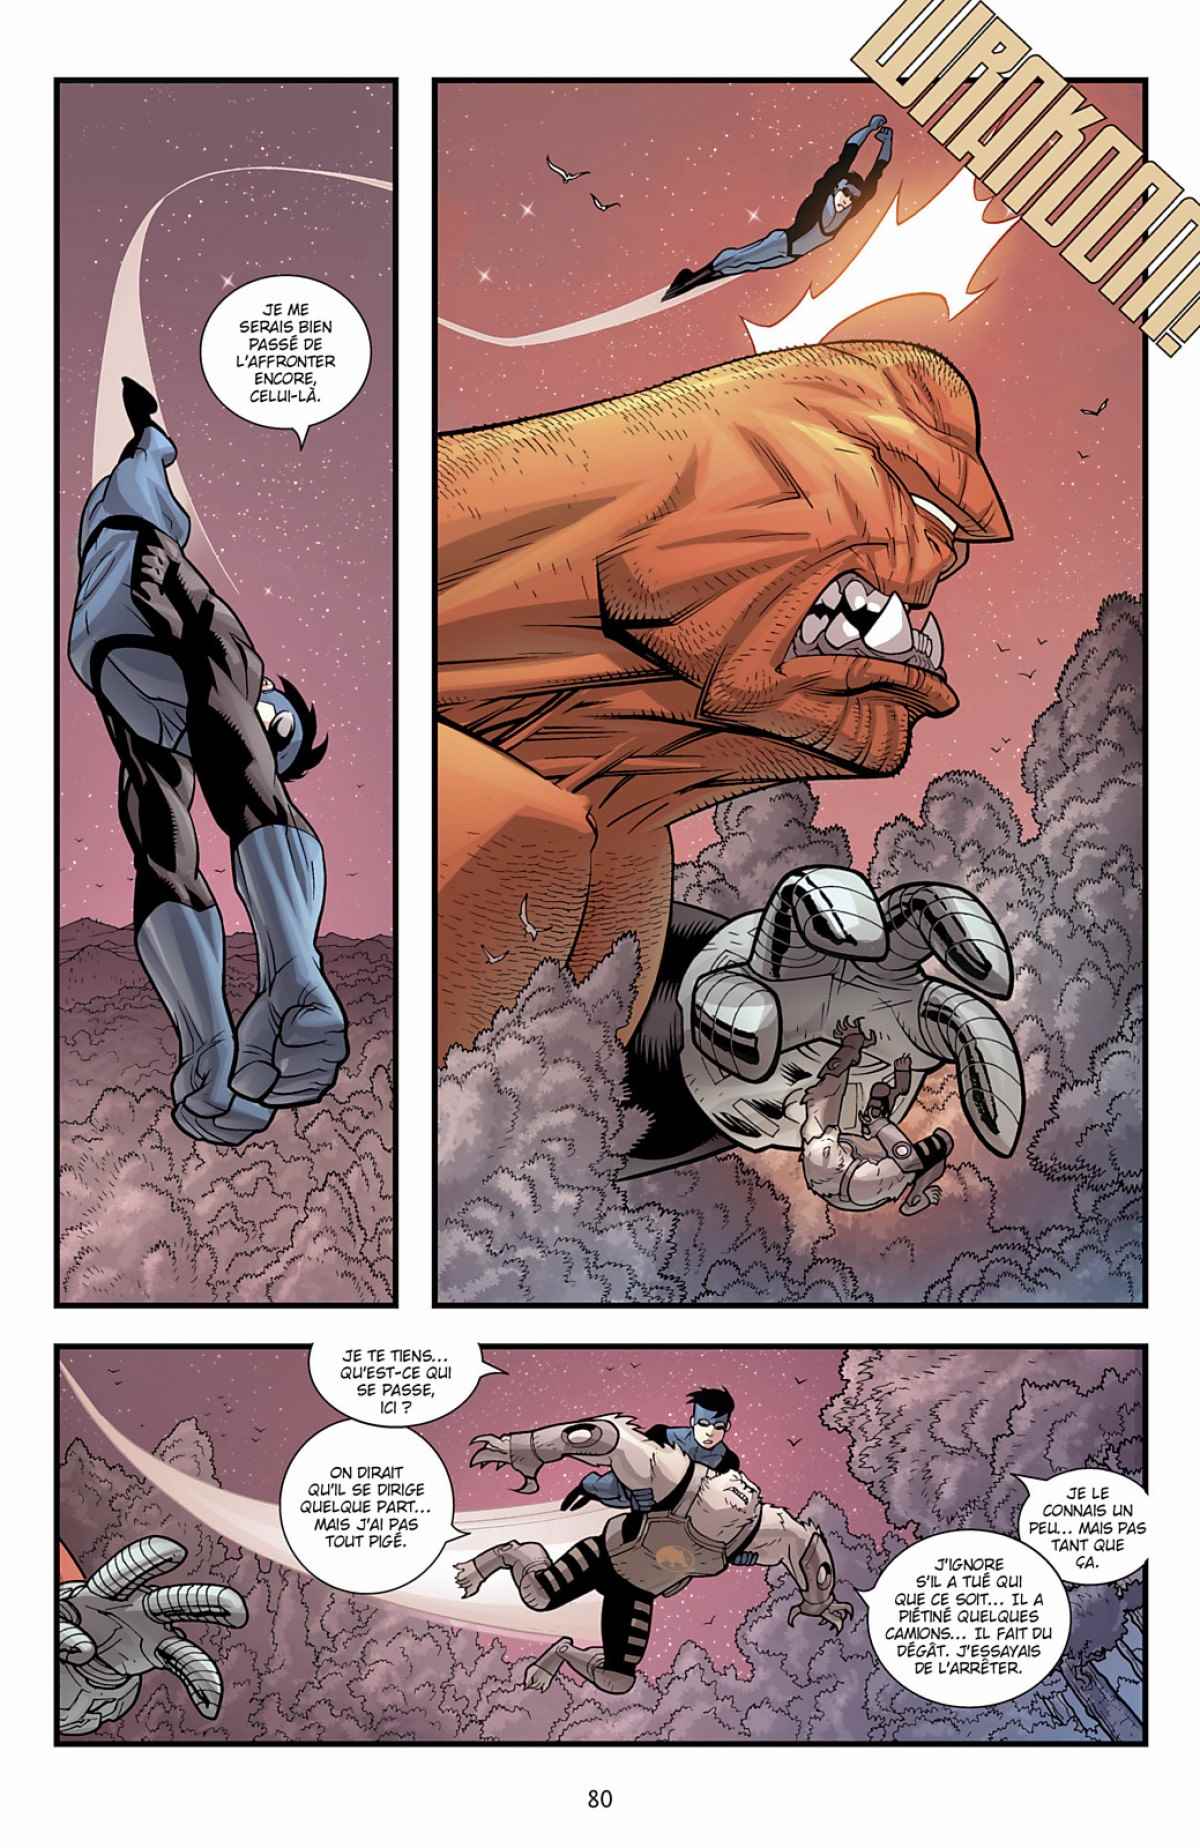 JE ME
SERAIS BIEN
PASSÉ DE
L'AFFRONTER
ENCORE,
CELUI-LÀ.
WRAKOON!!
JE TE TIENS...
QU'EST-CE QUI
SE PASSE,
ICI ?
ON DIRAIT
QU'IL SE DIRIGE
QUELQUE PART...
MAIS J'AI PAS
TOUT PIGÉ.
JE LE
CONNAIS UN
PEU... MAIS PAS
TANT QUE
ÇA.
J'IGNORE
S'IL A TUÉ QUI
QUE CE SOIT... IL A
PIÉTINÉ QUELQUES
CAMIONS... IL FAIT DU
DÉGÂT. J'ESSAYAIS
DE L'ARRÊTER.
80